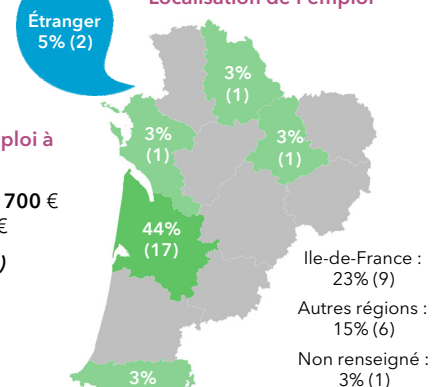 Localisation de l'emploi
Étranger
5% (2)
3%
(1)
3%
(1)
3%
(1)
ploi à
700 €
€
)
44%
(17)
Ile-de-France :
23% (9)
Autres régions :
15% (6)
Non renseigné :
3% (1)
3%